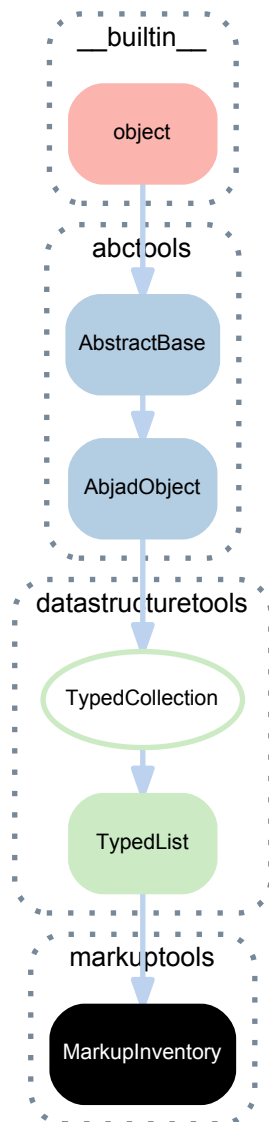 __builtin__
object
abctools
AbstractBase
AbjadObject
datastructuretools
TypedCollection
TypedList
markuptools
MarkupInventory